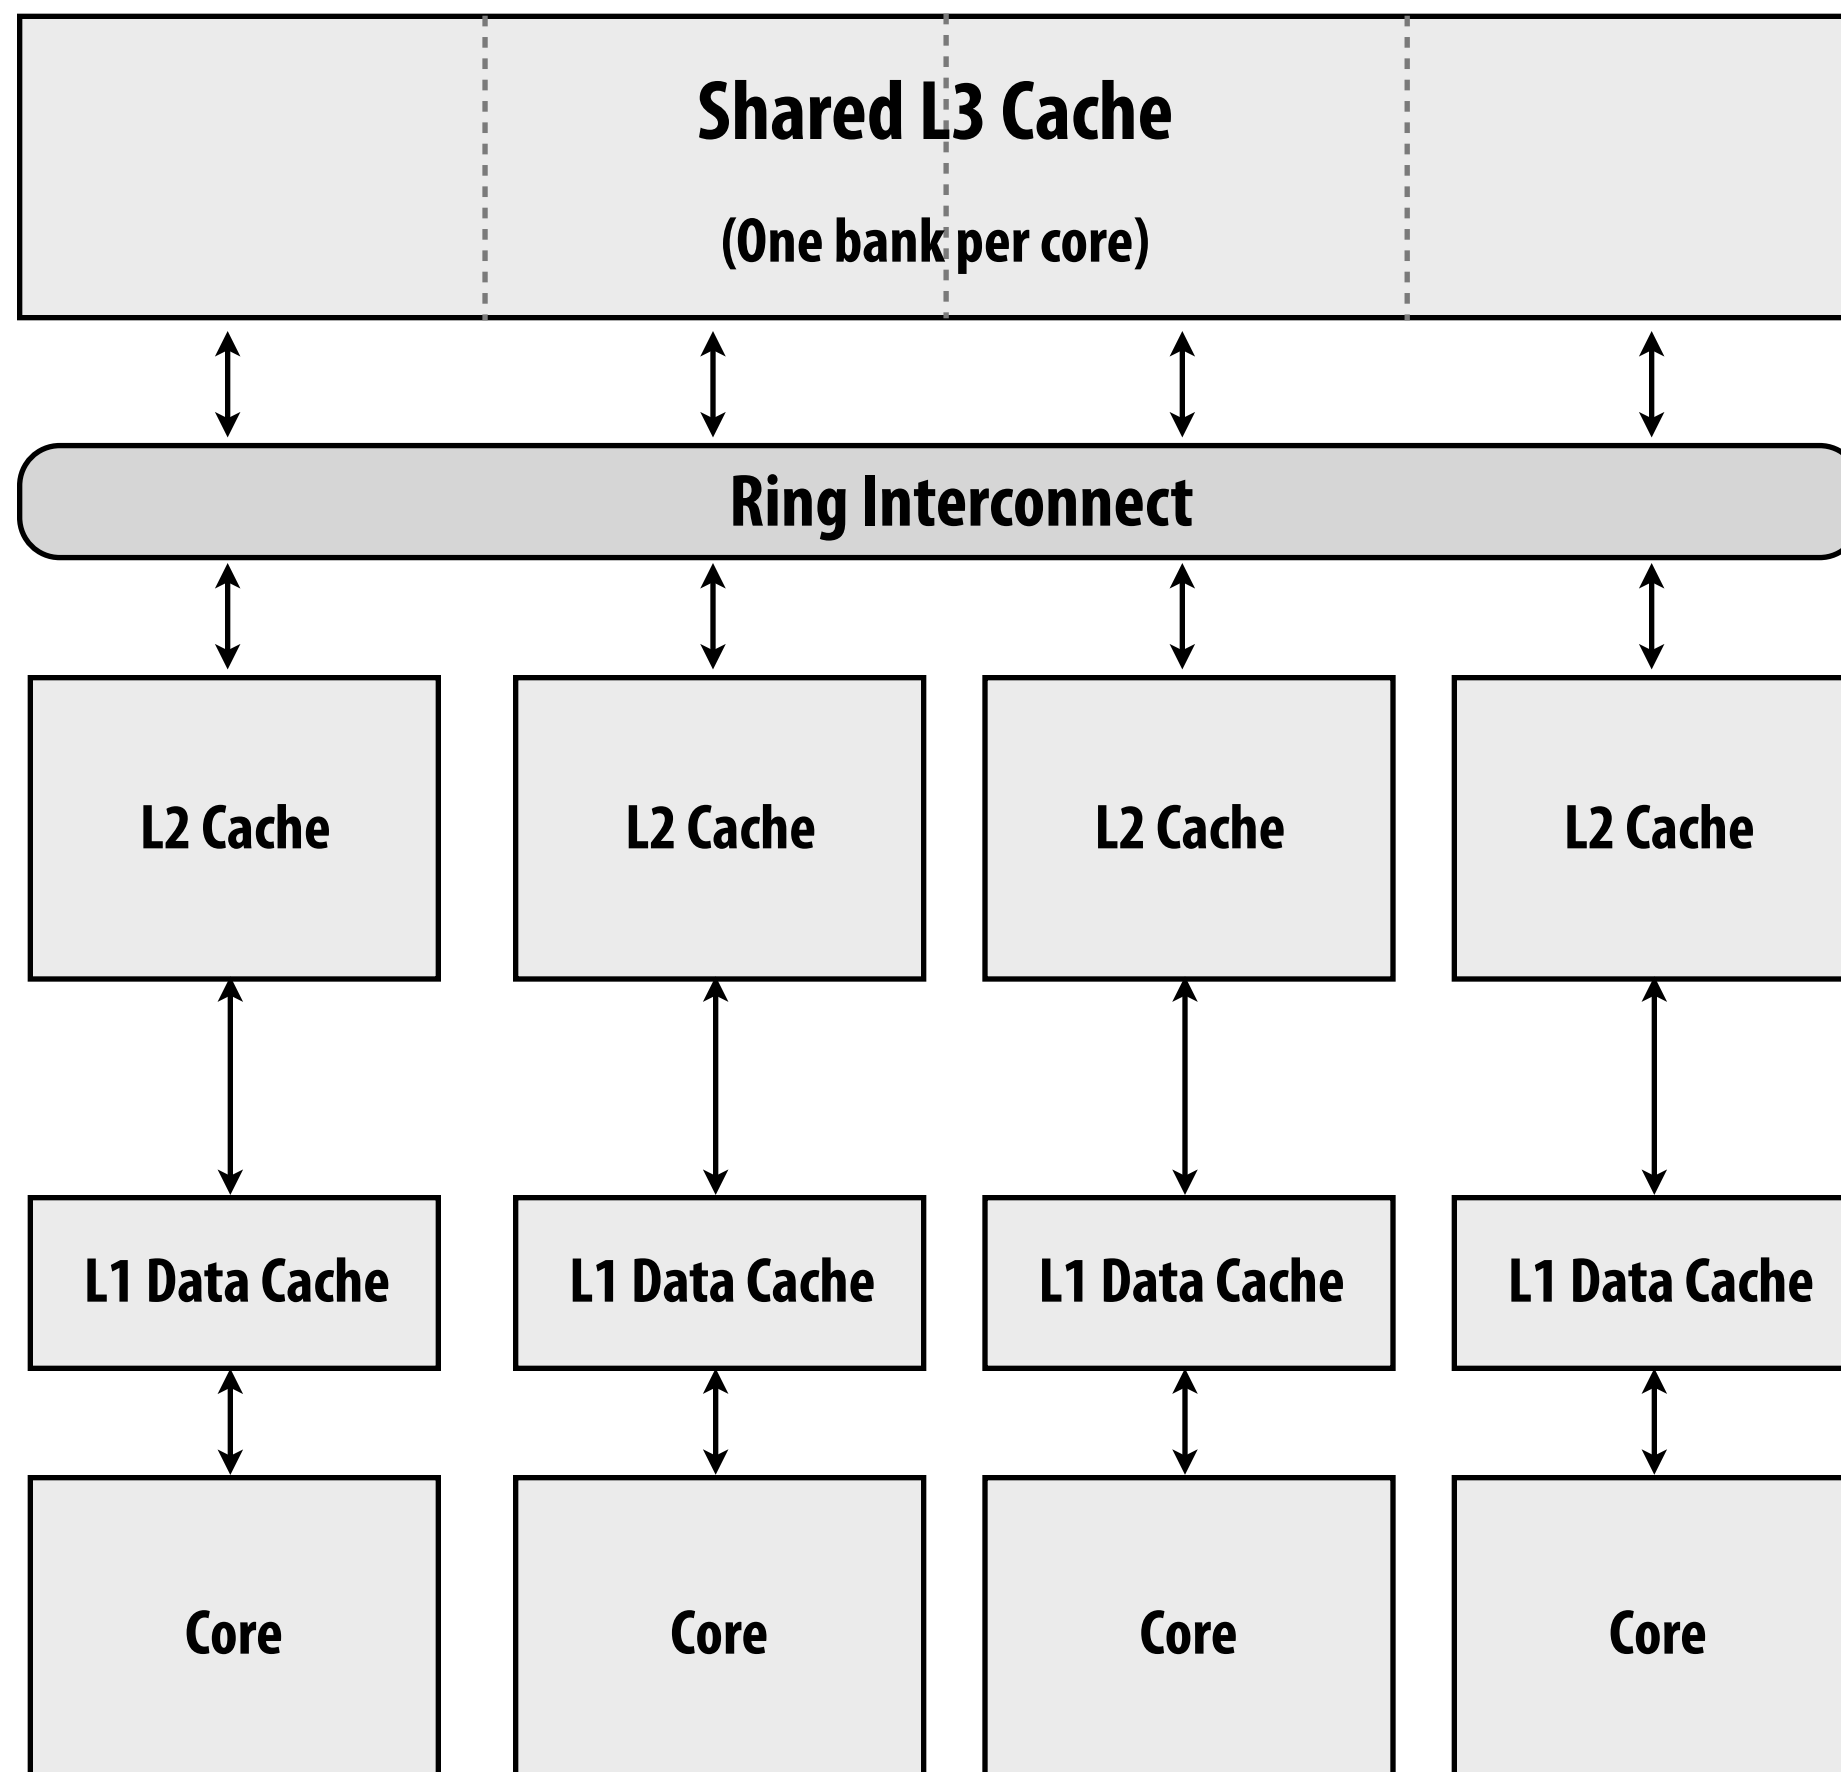 Shared L3 Cache
(One bank per core)
Ring Interconnect
L2 Cache
L2 Cache
L2 Cache
L2 Cache
L1 Data Cache
L1 Data Cache
L1 Data Cache
L1 Data Cache
Core
Core
Core
Core